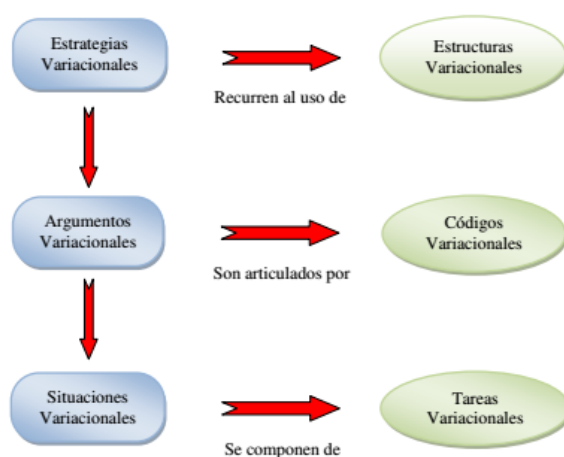 Estrategias
Variacionales
Estructuras
Variacionales
Recurren al uso de
Argumentos
Variacionales
Códigos
Variacionales
Son articulados por
Situaciones
Variacionales
Tareas
Variacionales
Se componen de